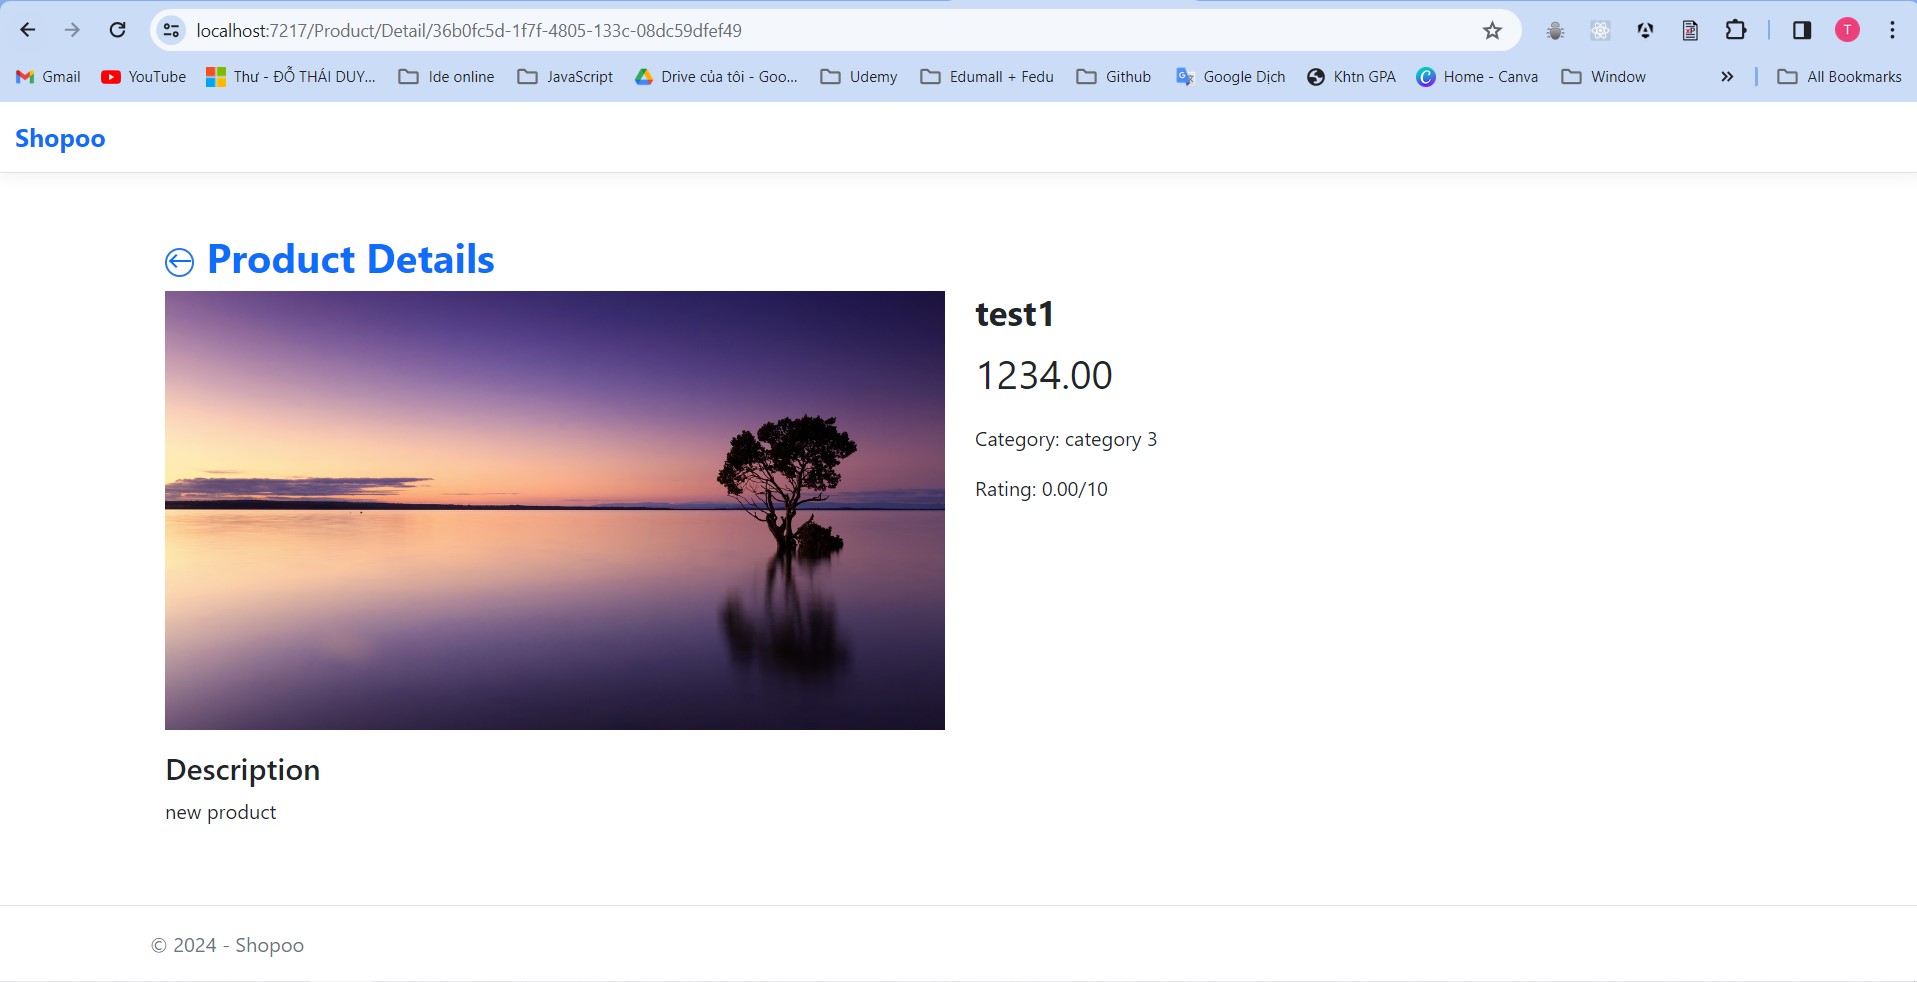 localhost:7217/Product/Detail/36b0fc5d-1f7f-4805-133c-08dc59dfef49
T
Gmail YouTube Thư - ĐỖ THÁI DUY... Ide online JavaScript Drive của tôi - Goo... Udemy Edumall + Fedu Github Google Dịch Khtn GPA Home - Canva Window » All Bookmarks
Shopoo
Product Details
test1
1234.00
Category: category 3
Rating: 0.00/10
Description
new product
© 2024 - Shopoo